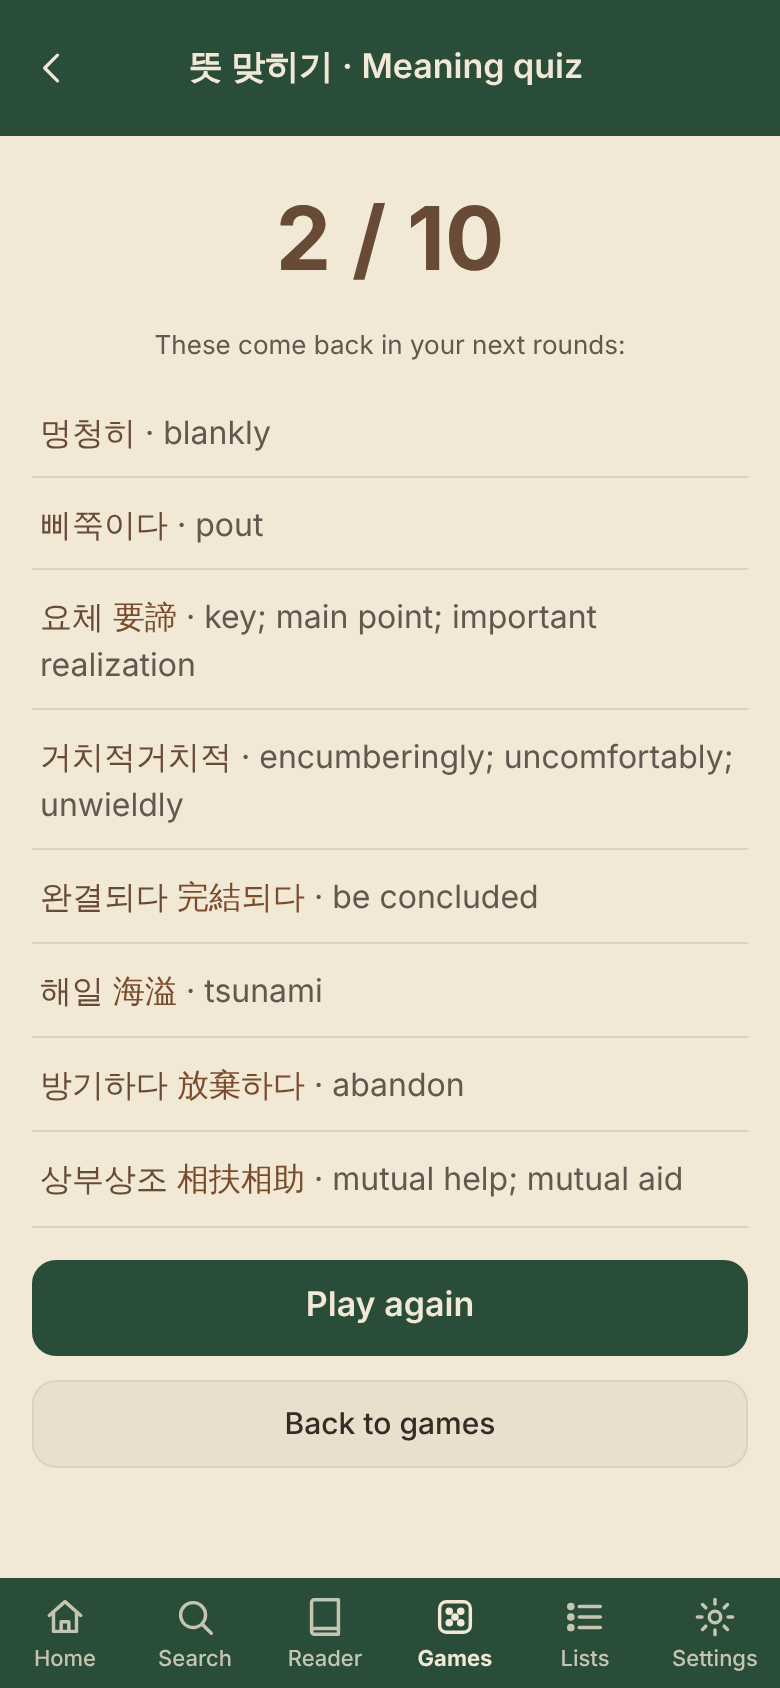 뜻 맞히기 · Meaning quiz
2 / 10
These come back in your next rounds:
멍청히 · blankly
삐쭉이다 · pout
요체 要諦 · key; main point; important
realization
거치적거치적 · encumberingly; uncomfortably;
unwieldly
완결되다 完結되다 · be concluded
해일 海溢 · tsunami
방기하다 放棄하다 · abandon
상부상조 相扶相助 · mutual help; mutual aid
Play again
Back to games
Home Search Reader Games Lists Settings